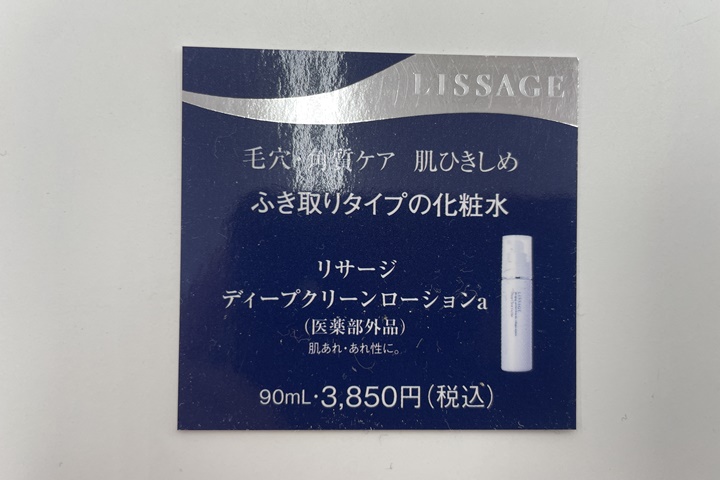 LISSAGE
毛穴・角質ケア 肌ひきしめ
ふき取りタイプの化粧水
リサージ
ディープクリーンローションa
(医薬部外品)
肌あれ・あれ性に。
90mL・3,850円(税込)